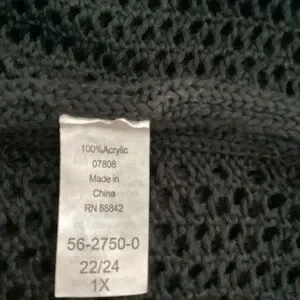 100%Acrylic
07808
Made in
China
RN 88842
56-2750-0
22/24
1X